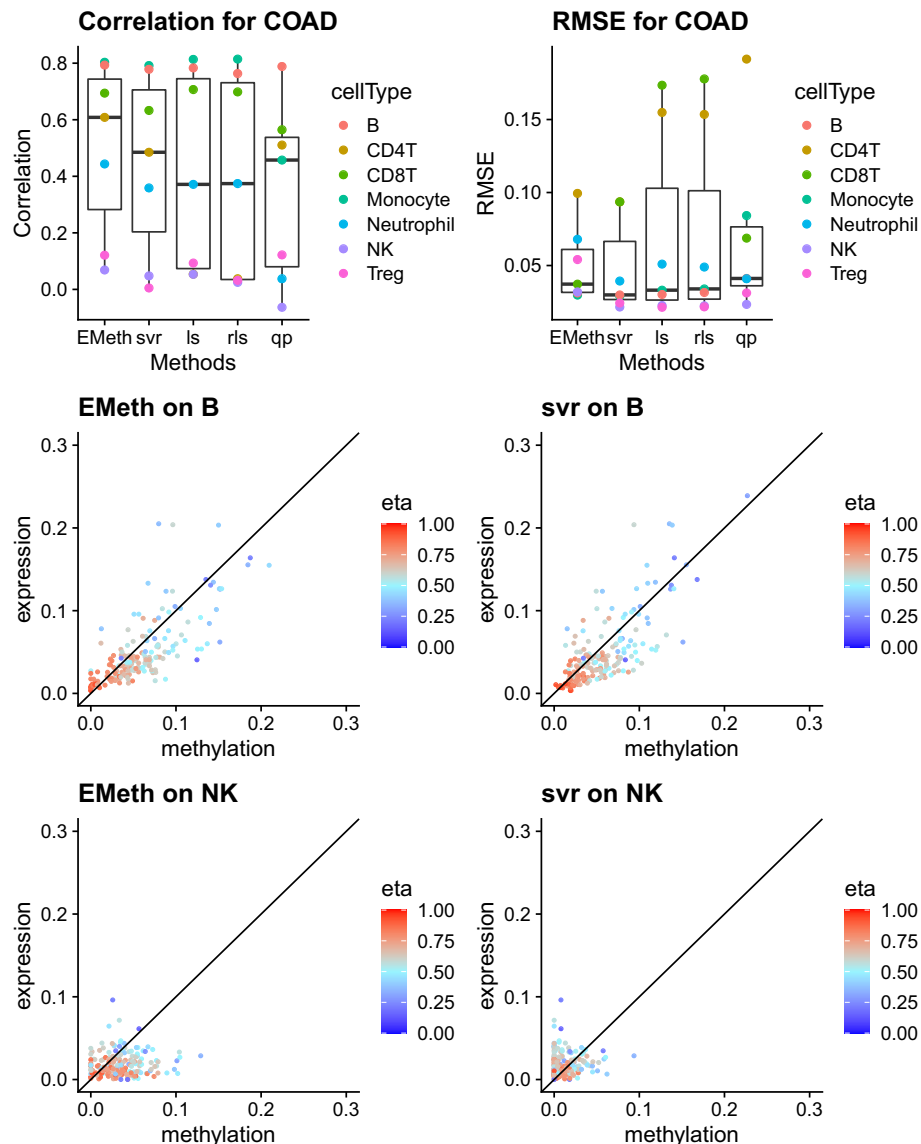 Correlation for COAD
0.8
0.6
0.4
0.2
0.0
Correlation
EMeth svr ls rls qp
Methods
cellType
B
CD4T
CD8T
Monocyte
Neutrophil
NK
Treg
RMSE for COAD
0.15
0.10
0.05
RMSE
EMeth svr ls rls qp
Methods
cellType
B
CD4T
CD8T
Monocyte
Neutrophil
NK
Treg
EMeth on B
0.3
0.2
0.1
0.0
expression
0.0 0.1 0.2 0.3
methylation
eta
1.00
0.75
0.50
0.25
0.00
svr on B
0.3
0.2
0.1
0.0
expression
0.0 0.1 0.2 0.3
methylation
eta
1.00
0.75
0.50
0.25
0.00
EMeth on NK
0.3
0.2
0.1
0.0
expression
0.0 0.1 0.2 0.3
methylation
eta
1.00
0.75
0.50
0.25
0.00
svr on NK
0.3
0.2
0.1
0.0
expression
0.0 0.1 0.2 0.3
methylation
eta
1.00
0.75
0.50
0.25
0.00